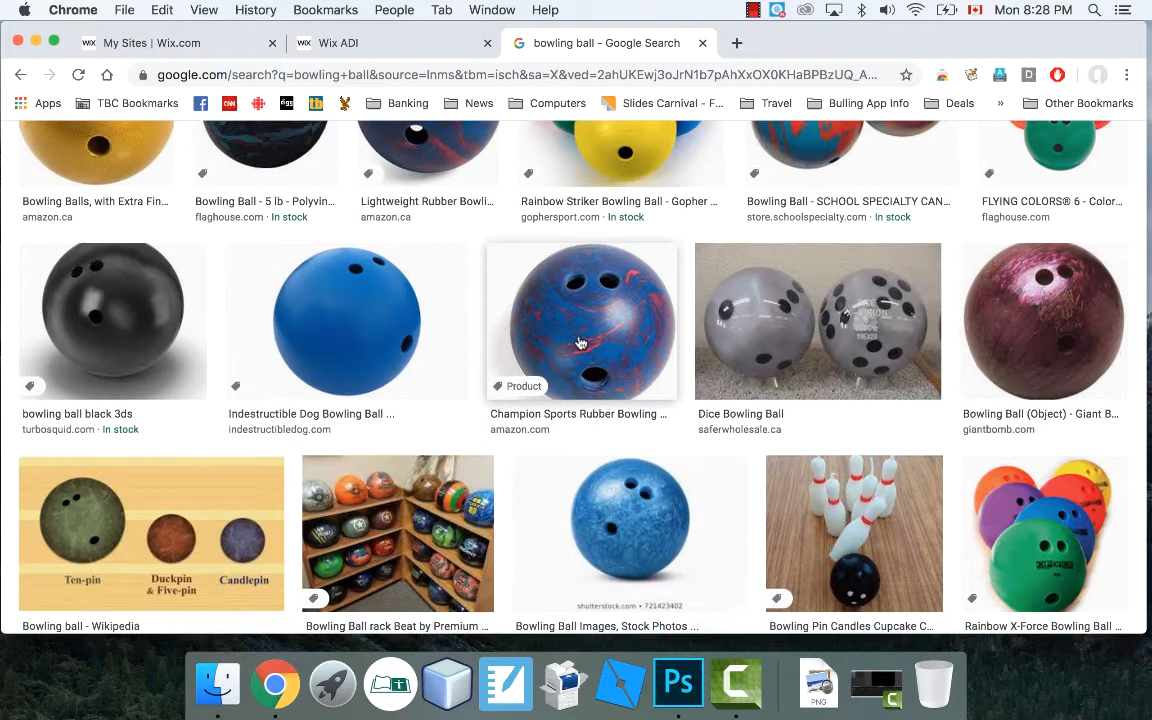 Chrome File Edit View History Bookmarks People Tab Window Help Mon 8:28 PM
WIX My Sites | Wix.com WIX Wix ADI G bowling ball - Google Search
google.com/search?q=bowling+ball&source=lnms&tbm=isch&sa=X&ved=2ahUKEwj3oJrN1b7pAhXxOX0KHaBPBzUQ_A...
Apps TBC Bookmarks CNN digg tb Banking News Computers Slides Carnival - F... Travel Bulling App Info Deals » Other Bookmarks
Bowling Balls, with Extra Fin... Bowling Ball - 5 lb - Polyvin... Lightweight Rubber Bowli... Rainbow Striker Bowling Ball - Gopher ... Bowling Ball - SCHOOL SPECIALTY CAN... FLYING COLORS® 6 - Color...
amazon.ca flaghouse.com · In stock amazon.ca gophersport.com · In stock store.schoolspecialty.com · In stock flaghouse.com
Product
bowling ball black 3ds Indestructible Dog Bowling Ball ... Champion Sports Rubber Bowling ... Dice Bowling Ball Bowling Ball (Object) - Giant B...
turbosquid.com · In stock indestructibledog.com amazon.com saferwholesale.ca giantbomb.com
Ten-pin Duckpin Candlepin
& Five-pin
shutterstock.com • 721423402
Bowling ball - Wikipedia Bowling Ball rack Beat by Premium ... Bowling Ball Images, Stock Photos ... Bowling Pin Candles Cupcake C... Rainbow X-Force Bowling Ball ...
Ps C PNG